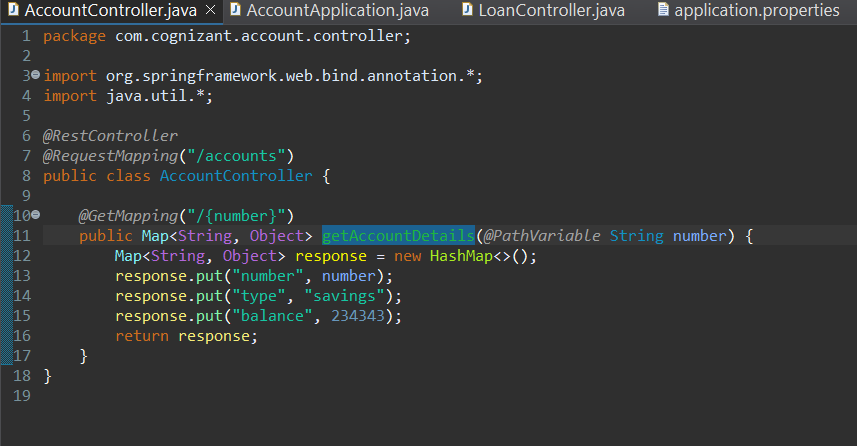 AccountController.java AccountApplication.java LoanController.java application.properties
1 package com.cognizant.account.controller;
2
3 import org.springframework.web.bind.annotation.*;
4 import java.util.*;
5
6 @RestController
7 @RequestMapping("/accounts")
8 public class AccountController {
9
10 @GetMapping("/{number}")
11 public Map<String, Object> getAccountDetails(@PathVariable String number) {
12 Map<String, Object> response = new HashMap<>();
13 response.put("number", number);
14 response.put("type", "savings");
15 response.put("balance", 234343);
16 return response;
17 }
18 }
19